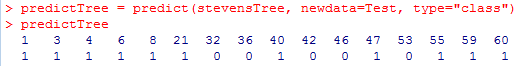 > predictTree = predict(stevensTree, newdata=Test, type="class")
> predictTree
1 3 4 6 8 21 32 36 40 42 46 47 53 55 59 60
1 1 1 1 1 1 0 0 1 0 0 1 0 1 1 1